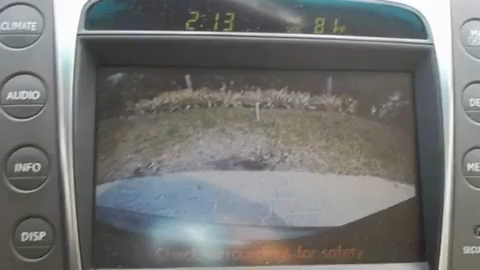 2:13 81°F
CLIMATE
AUDIO
INFO
DISP
Check surroundings for safety